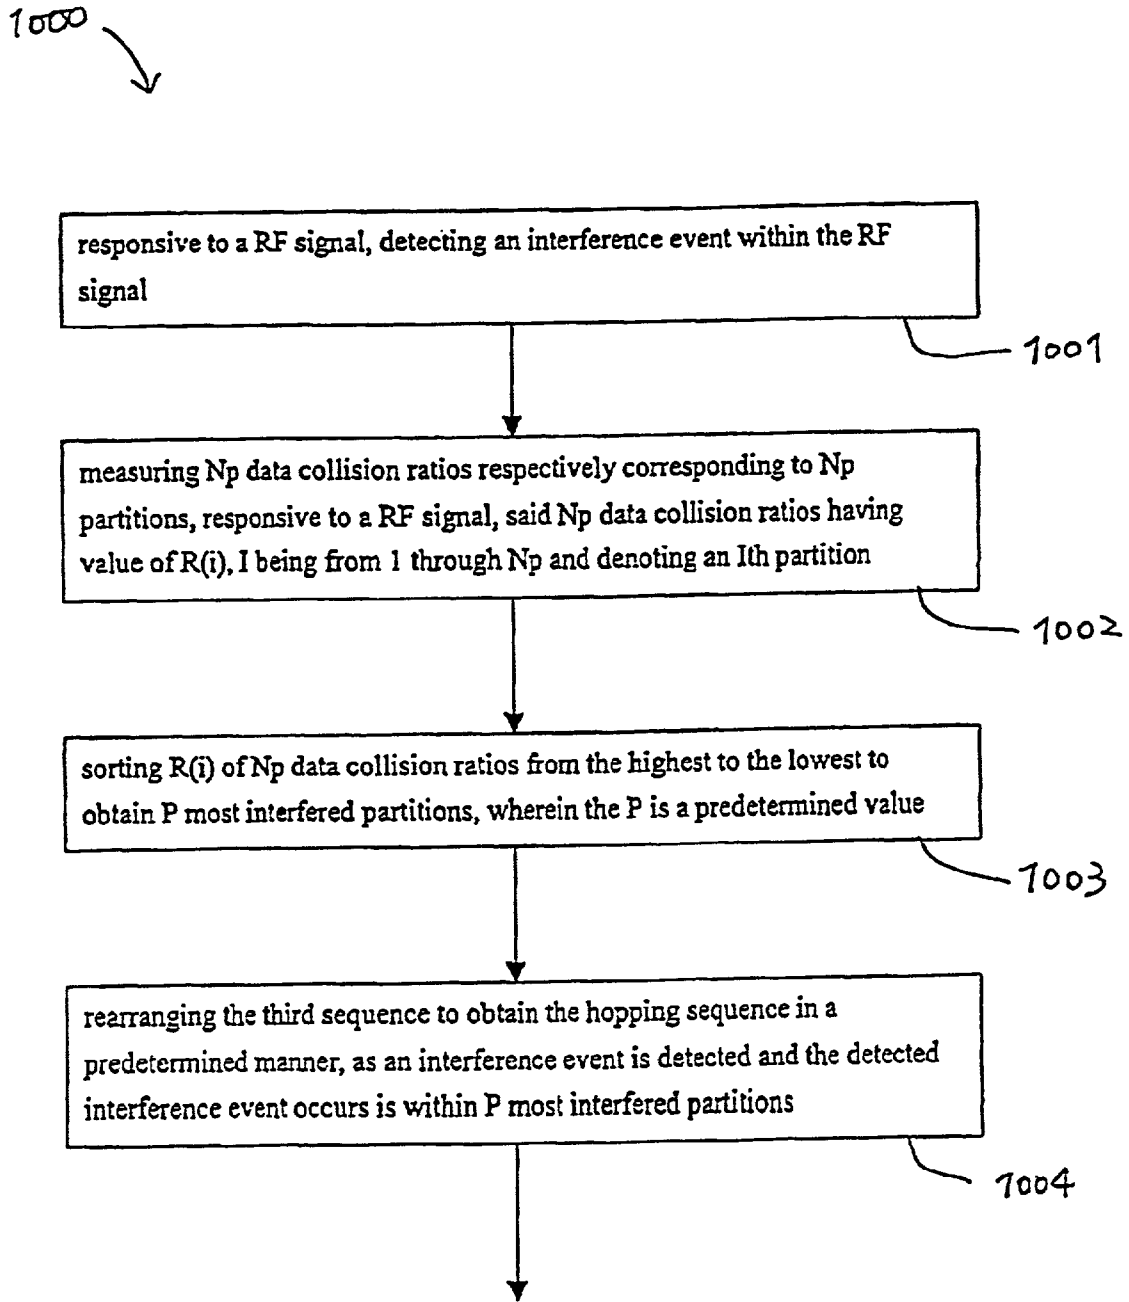 1000
responsive to a RF signal, detecting an interference event within the RF
signal
1001
measuring Np data collision ratios respectively corresponding to Np
partitions, responsive to a RF signal, said Np data collision ratios having
value of R(i), I being from 1 through Np and denoting an Ith partition
1002
sorting R(i) of Np data collision ratios from the highest to the lowest to
obtain P most interfered partitions, wherein the P is a predetermined value
1003
rearranging the third sequence to obtain the hopping sequence in a
predetermined manner, as an interference event is detected and the detected
interference event occurs is within P most interfered partitions
1004